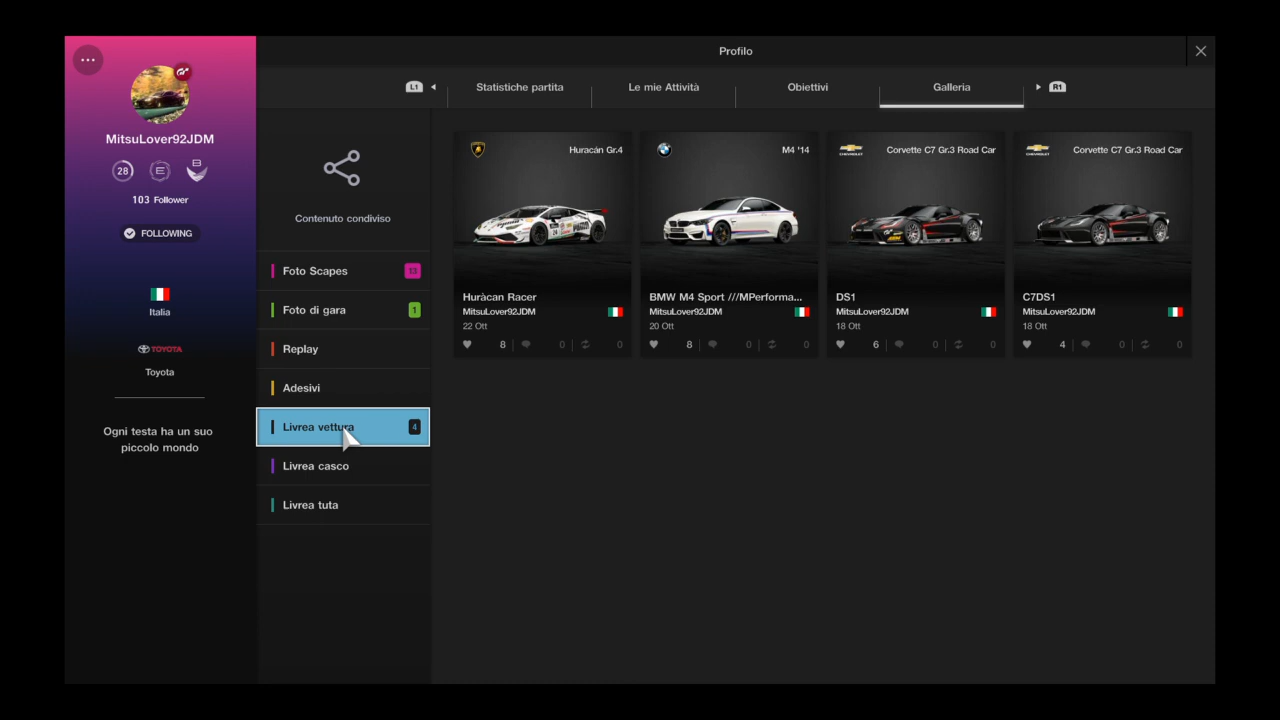 Profilo
L1
Statistiche partita
Le mie Attività
Obiettivi
Galleria
R1
MitsuLover92JDM
28
E
B
103 Follower
FOLLOWING
Italia
TOYOTA
Toyota
Ogni testa ha un suo
piccolo mondo
Contenuto condiviso
Foto Scapes 13
Foto di gara 1
Replay
Adesivi
Livrea vettura 4
Livrea casco
Livrea tuta
Huracán Gr.4
Huràcan Racer
MitsuLover92JDM
22 Ott
8 0 0
M4 '14
BMW M4 Sport ///MPerforma...
MitsuLover92JDM
20 Ott
8 0 0
CHEVROLET
Corvette C7 Gr.3 Road Car
DS1
MitsuLover92JDM
18 Ott
6 0 0
CHEVROLET
Corvette C7 Gr.3 Road Car
C7DS1
MitsuLover92JDM
18 Ott
4 0 0